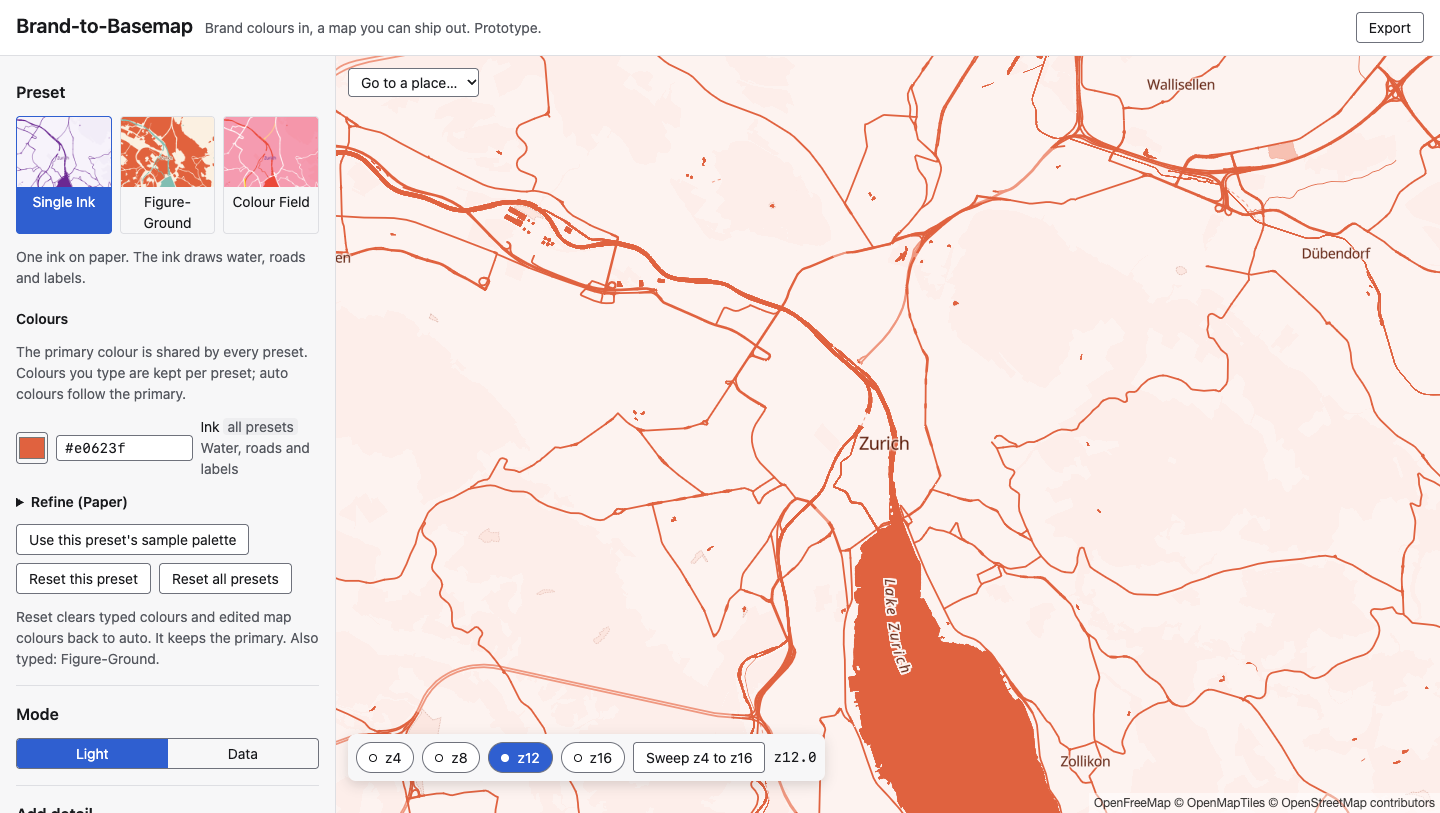 Brand-to-Basemap Brand colours in, a map you can ship out. Prototype. Export
Preset
Single Ink
Figure-
Ground
Colour Field
One ink on paper. The ink draws water, roads
and labels.
Colours
The primary colour is shared by every preset.
Colours you type are kept per preset; auto
colours follow the primary.
#e0623f
Ink all presets
Water, roads and
labels
▶ Refine (Paper)
Use this preset's sample palette
Reset this preset Reset all presets
Reset clears typed colours and edited map
colours back to auto. It keeps the primary. Also
typed: Figure-Ground.
Mode
Light Data
Add detail
Go to a place...
Wallisellen
Dübendorf
en
Zurich
Lake Zurich
Zollikon
z4 z8 z12 z16 Sweep z4 to z16 z12.0
OpenFreeMap © OpenMapTiles © OpenStreetMap contributors